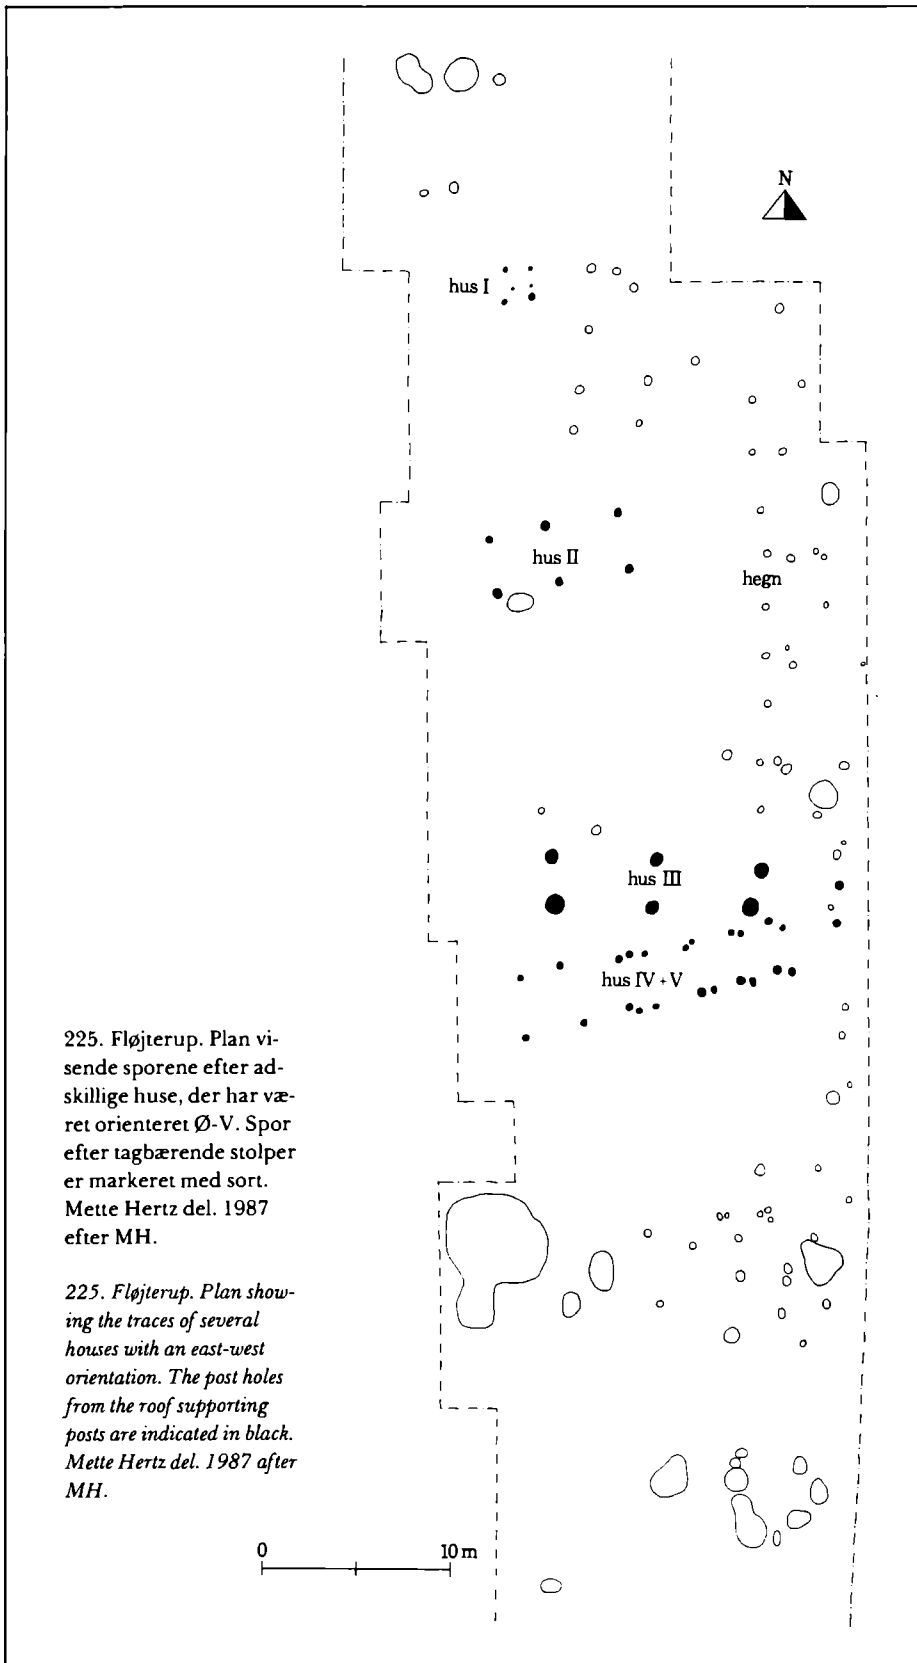 N
hus I
hus II
hegn
hus III
hus IV + V
225. Fløjterup. Plan vi-
sende sporene efter ad-
skillige huse, der har væ-
ret orienteret Ø-V. Spor
efter tagbærende stolper
er markeret med sort.
Mette Hertz del. 1987
efter MH.
225. Fløjterup. Plan show-
ing the traces of several
houses with an east-west
orientation. The post holes
from the roof supporting
posts are indicated in black.
Mette Hertz del. 1987 after
MH.
0 10 m